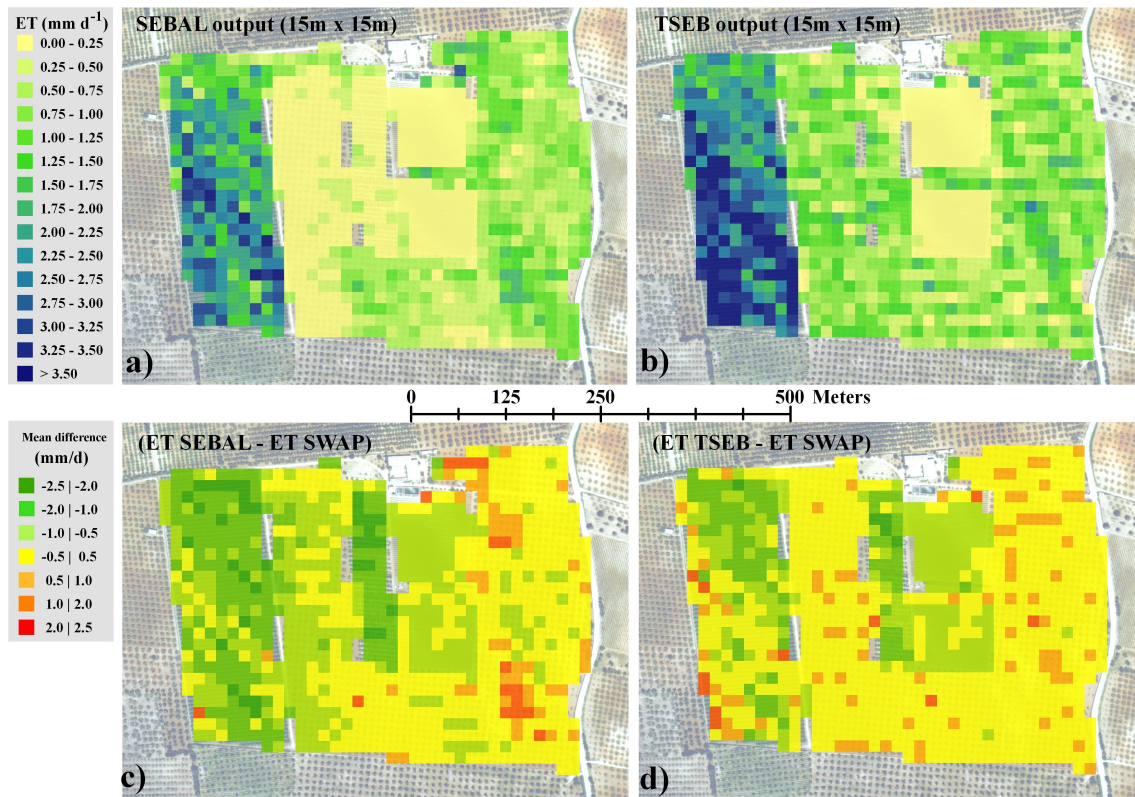 ET (mm d-1)
0.00 - 0.25
0.25 - 0.50
0.50 - 0.75
0.75 - 1.00
1.00 - 1.25
1.25 - 1.50
1.50 - 1.75
1.75 - 2.00
2.00 - 2.25
2.25 - 2.50
2.50 - 2.75
2.75 - 3.00
3.00 - 3.25
3.25 - 3.50
> 3.50
SEBAL output (15m x 15m)
a)
TSEB output (15m x 15m)
b)
0 125 250 500 Meters
Mean difference
(mm/d)
-2.5 | -2.0
-2.0 | -1.0
-1.0 | -0.5
-0.5 | 0.5
0.5 | 1.0
1.0 | 2.0
2.0 | 2.5
(ET SEBAL - ET SWAP)
c)
(ET TSEB - ET SWAP)
d)